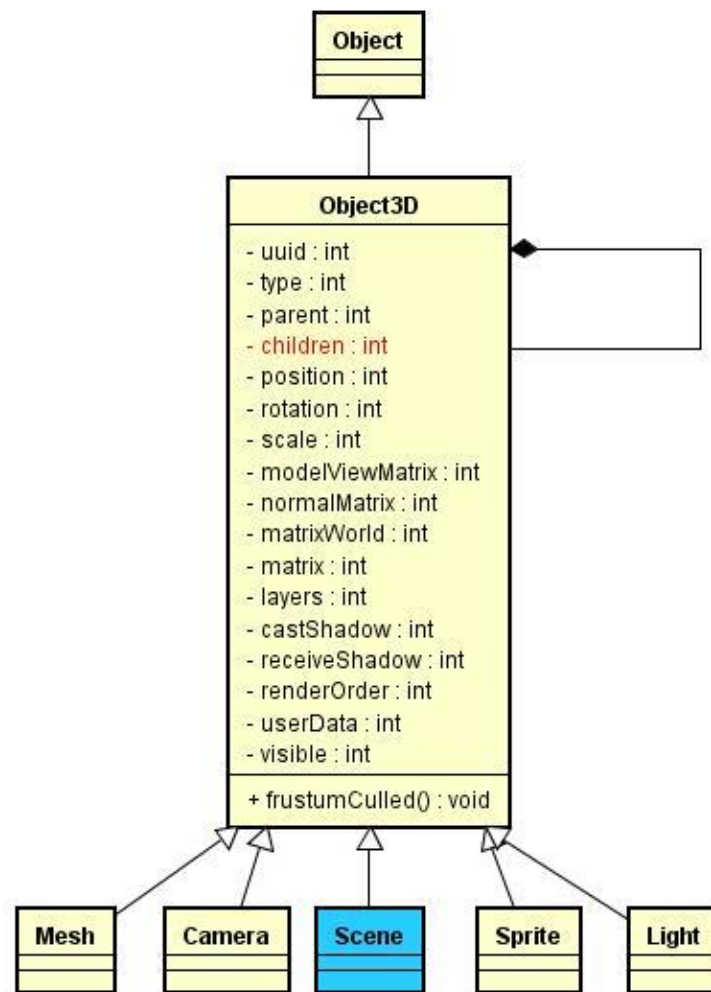 Object
Object3D
- uuid : int
- type : int
- parent : int
- children : int
- position : int
- rotation : int
- scale : int
- modelViewMatrix : int
- normalMatrix : int
- matrixWorld : int
- matrix : int
- layers : int
- castShadow : int
- receiveShadow : int
- renderOrder : int
- userData : int
- visible : int
+ frustumCulled() : void
Mesh Camera Scene Sprite Light